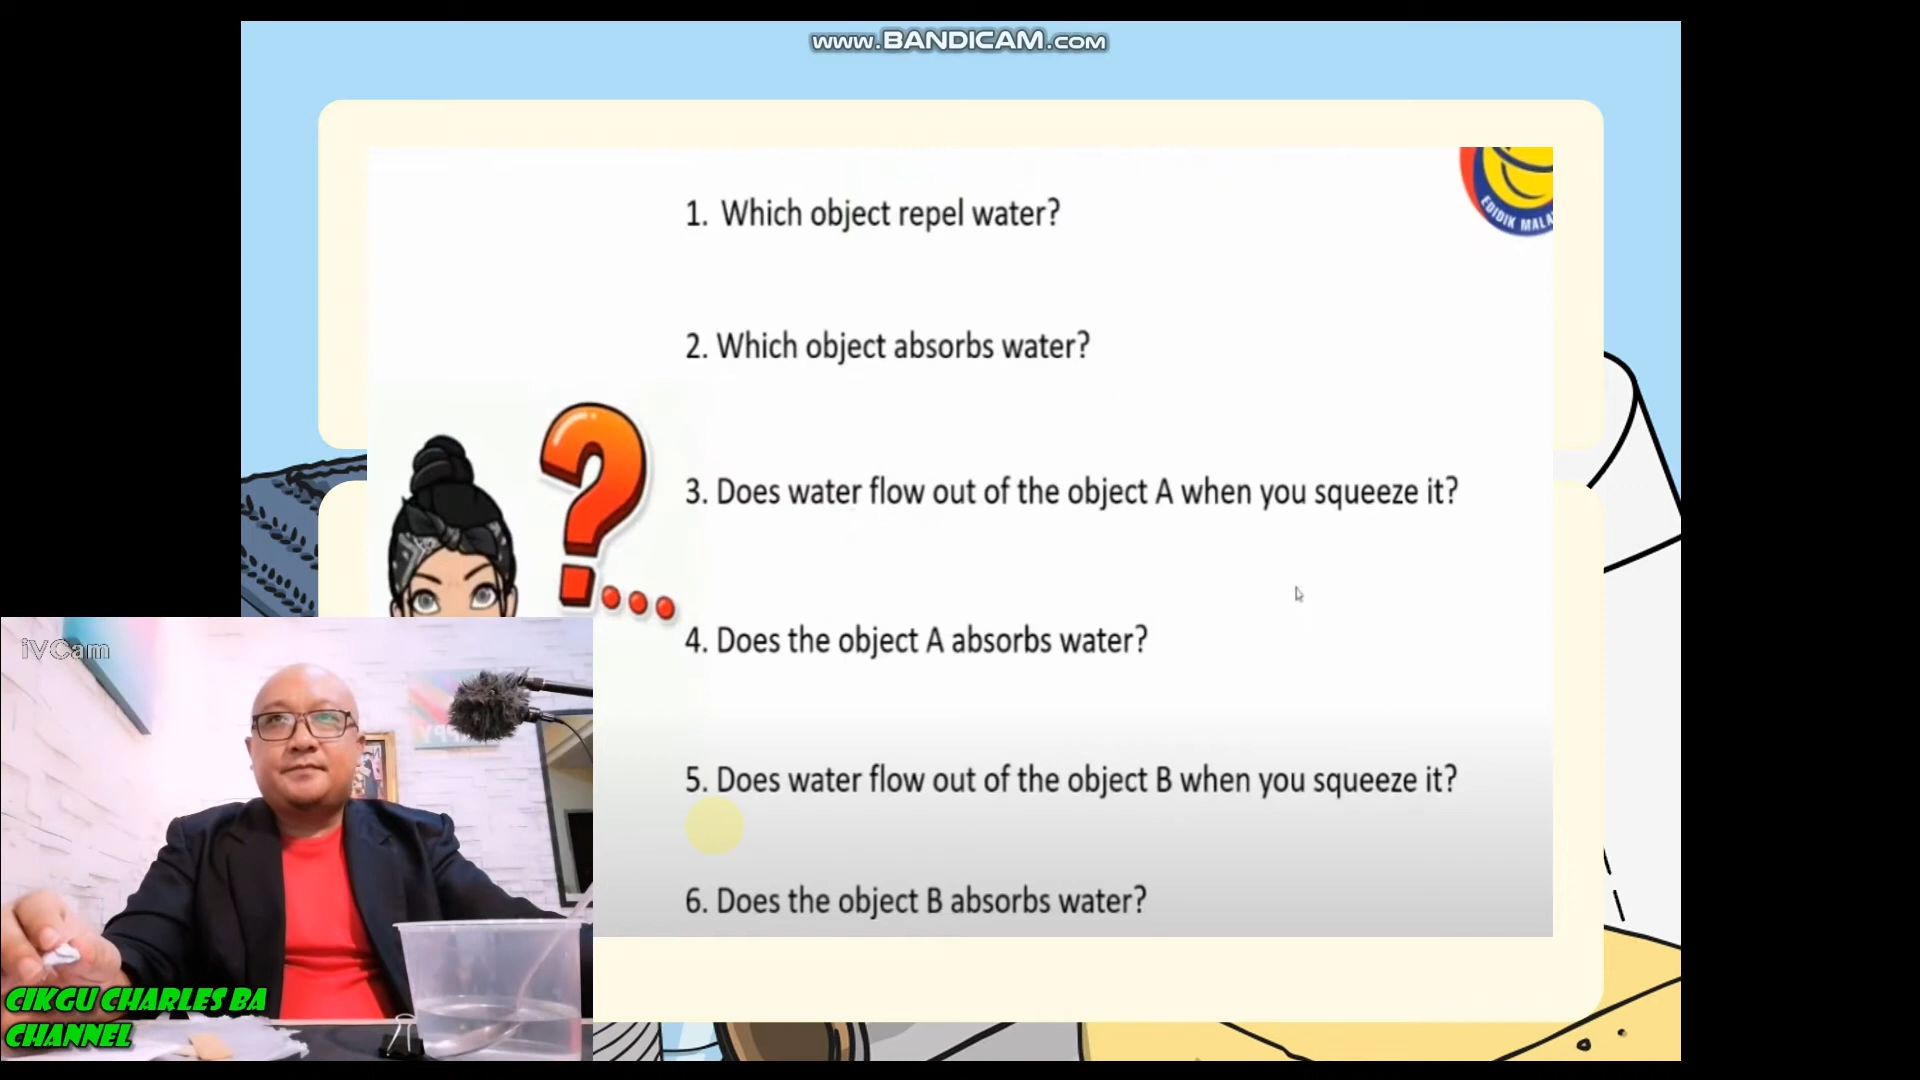 www.BANDICAM.COM
EDIDIK MALA
1. Which object repel water?
2. Which object absorbs water?
3. Does water flow out of the object A when you squeeze it?
4. Does the object A absorbs water?
5. Does water flow out of the object B when you squeeze it?
6. Does the object B absorbs water?
iVCam
CIKGU CHARLES BA
CHANNEL